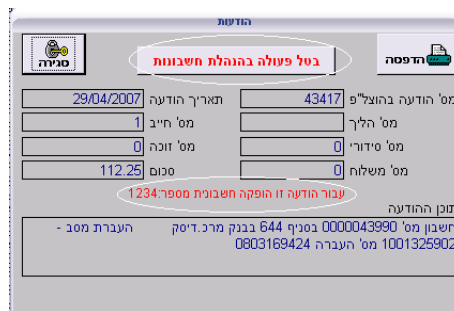 הודעות
הדפסה
בטל פעולה בהנהלת חשבונות
סגירה
מס' הודעה בהוצל"פ 43417 תאריך הודעה 29/04/2007
מס' הליך מס' חייב 1
מס' סידורי 0 מס' זוכה 0
מס' משלוח 0 סכום 112.25
עבור הודעה זו הופקה חשבונית מספר:1234
תוכן ההודעה
חשבון מס' 0000043990 בסניף 644 בבנק מרכ.דיסק העברת מסב -
1001325902 מס' העברה 0803169424